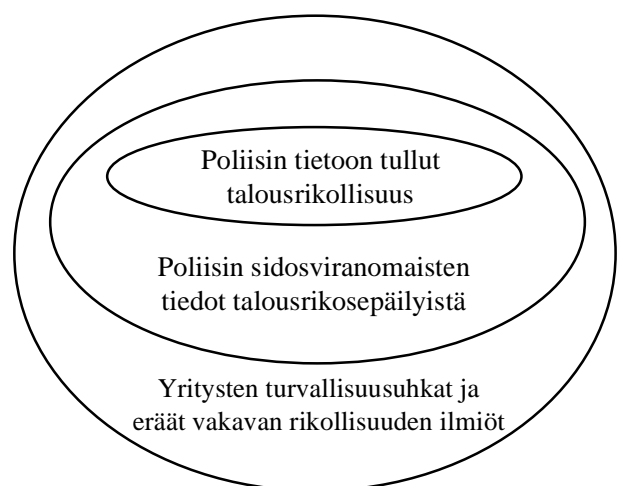 Poliisin tietoon tullut
talousrikollisuus
Poliisin sidosviranomaisten
tiedot talousrikosepäilyistä
Yritysten turvallisuusuhkat ja
eräät vakavan rikollisuuden ilmiöt